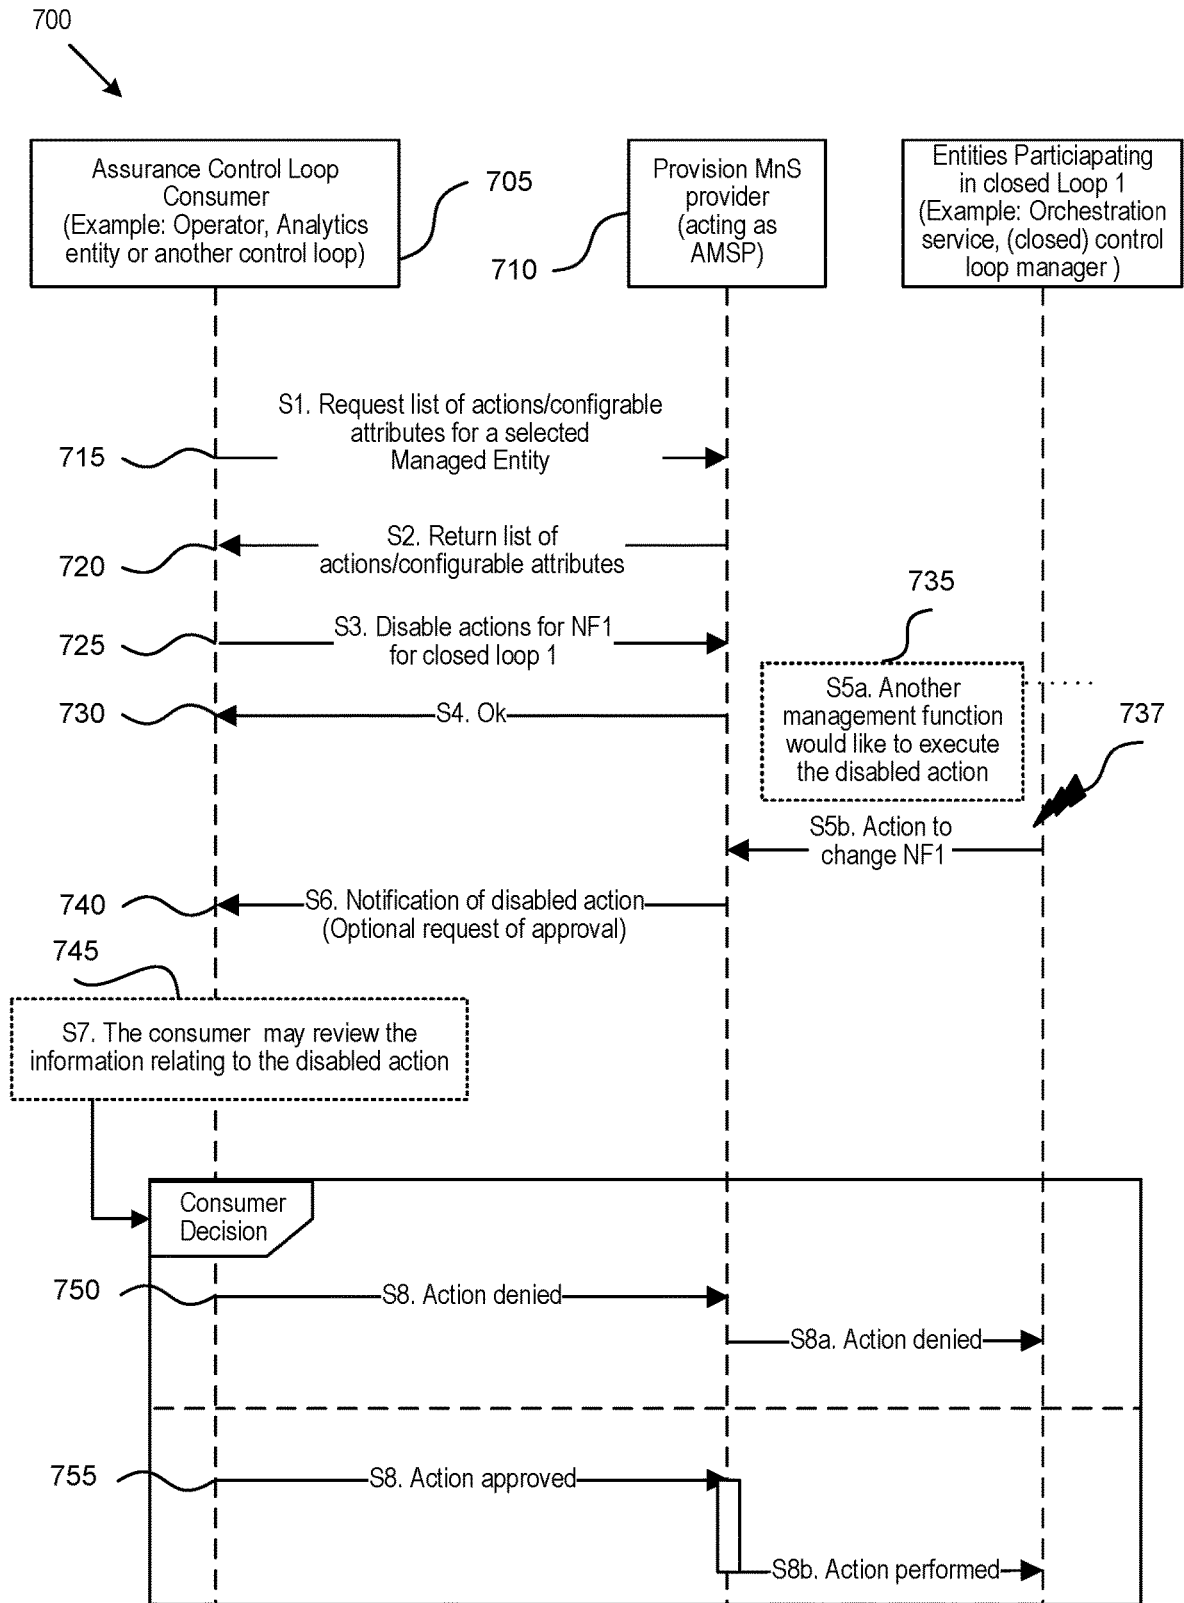 700
Assurance Control Loop
Consumer
(Example: Operator, Analytics
entity or another control loop)
705
Provision MnS
provider
(acting as
AMSP)
710
Entities Particiapating
in closed Loop 1
(Example: Orchestration
service, (closed) control
loop manager )
S1. Request list of actions/configrable
attributes for a selected
Managed Entity
715
S2. Return list of
actions/configurable attributes
720
S3. Disable actions for NF1
for closed loop 1
725
735
S5a. Another
management function
would like to execute
the disabled action
S4. Ok
730
737
S5b. Action to
change NF1
S6. Notification of disabled action
(Optional request of approval)
740
745
S7. The consumer may review the
information relating to the disabled action
Consumer
Decision
750
S8. Action denied
S8a. Action denied
755
S8. Action approved
S8b. Action performed